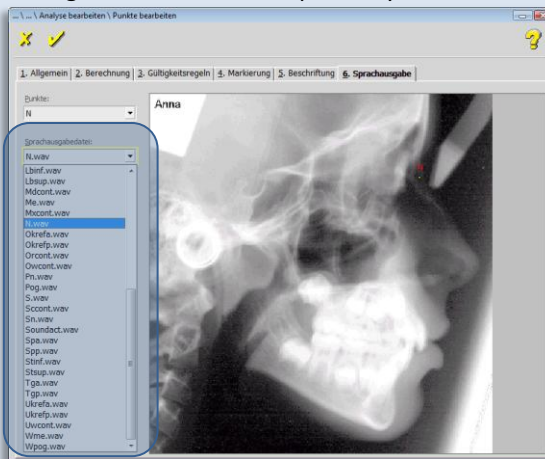 ...\ ... \ Analyse bearbeiten \ Punkte bearbeiten
1. Allgemein
2. Berechnung
3. Gültigkeitsregeln
4. Markierung
5. Beschriftung
6. Sprachausgabe
Punkte:
N
Sprachausgabedatei:
N.wav
Lbinf.wav
Lbsup.wav
Mdcont.wav
Me.wav
Mxcont.wav
N.wav
Okrefa.wav
Okrefp.wav
Orcont.wav
Owcont.wav
Pn.wav
Pog.wav
S.wav
Sccont.wav
Sn.wav
Soundact.wav
Spa.wav
Spp.wav
Stinf.wav
Stsup.wav
Tga.wav
Tgp.wav
Ukrefa.wav
Ukrefp.wav
Uwcont.wav
Wme.wav
Wpog.wav
Anna